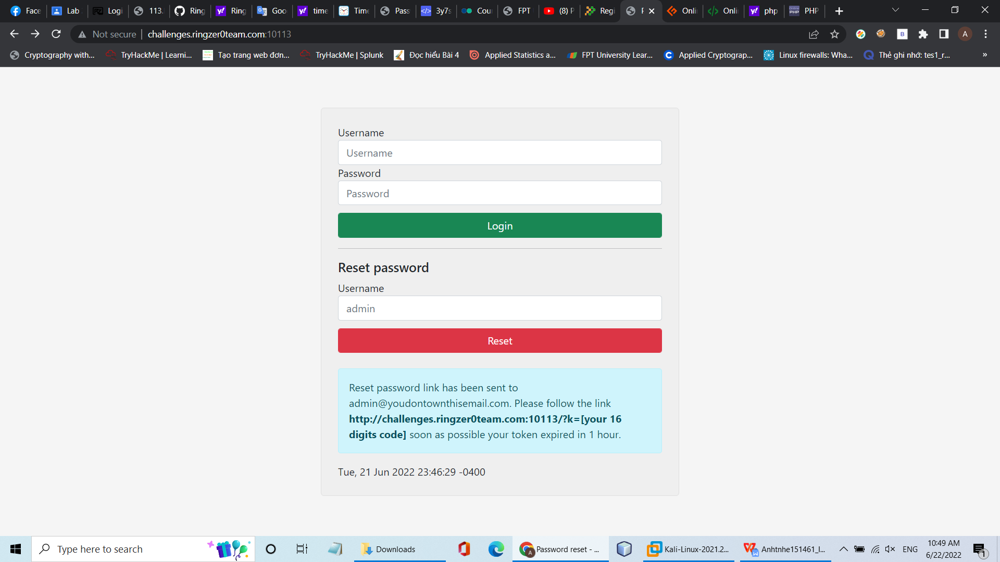 Face
Lab
Logi
113.
Ring
Ring
Goo
time
Time
Pass
3y7s
Cour
FPT
(8) P
Regi
Onli
Onli
php
PHP
Not secure | challenges.ringzer0team.com:10113
Cryptography with... TryHackMe | Learni... Tạo trang web đơn... TryHackMe | Splunk Đọc hiểu Bài 4 Applied Statistics a... FPT University Lear... Applied Cryptograp... Linux firewalls: Wha... Thẻ ghi nhớ: tes1_r... »
Username
Username
Password
Password
Login
Reset password
Username
admin
Reset
Reset password link has been sent to
admin@youdontownthisemail.com. Please follow the link
http://challenges.ringzer0team.com:10113/?k=[your 16
digits code] soon as possible your token expired in 1 hour.
Tue, 21 Jun 2022 23:46:29 -0400
Type here to search
Downloads
Password reset - ...
Kali-Linux-2021.2...
Anhtnhe151461_I...
ENG
10:49 AM
6/22/2022
1